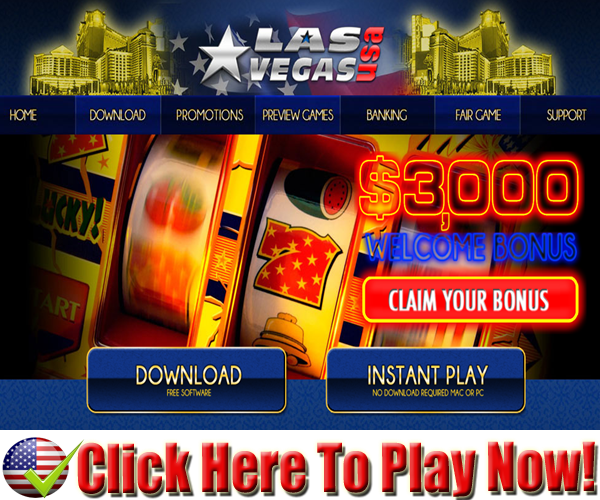 LAS
VEGAS usa
HOME DOWNLOAD PROMOTIONS PREVIEW GAMES BANKING FAIR GAME SUPPORT
Lucky!
START
$3,000
WELCOME BONUS
CLAIM YOUR BONUS
DOWNLOAD INSTANT PLAY
FREE SOFTWARE NO DOWNLOAD REQUIRED MAC OR PC
Click Here To Play Now!